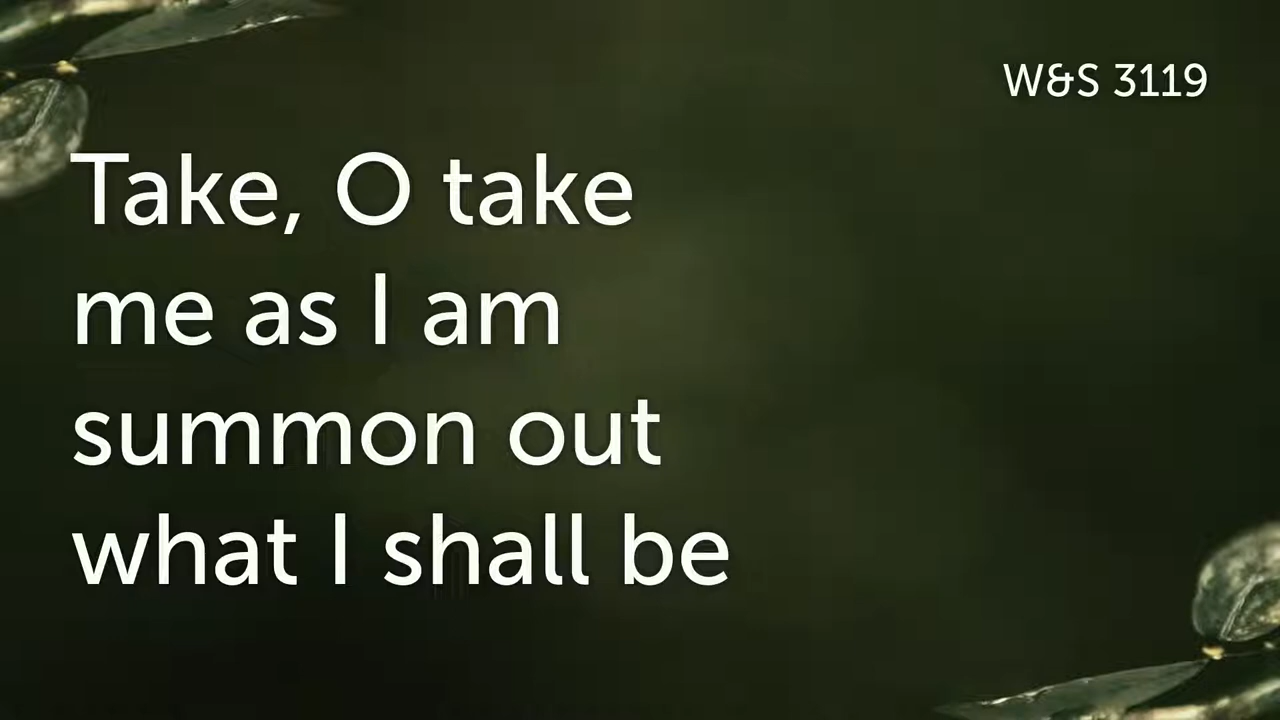 W&S 3119
Take, O take
me as I am
summon out
what I shall be